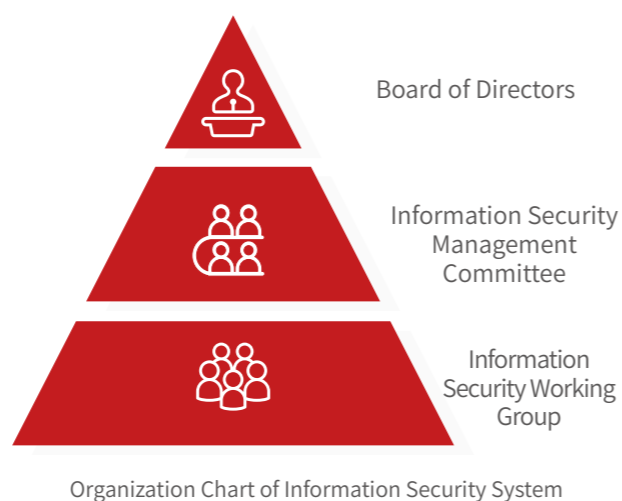 Board of Directors
Information Security
Management
Committee
Information
Security Working
Group
Organization Chart of Information Security System